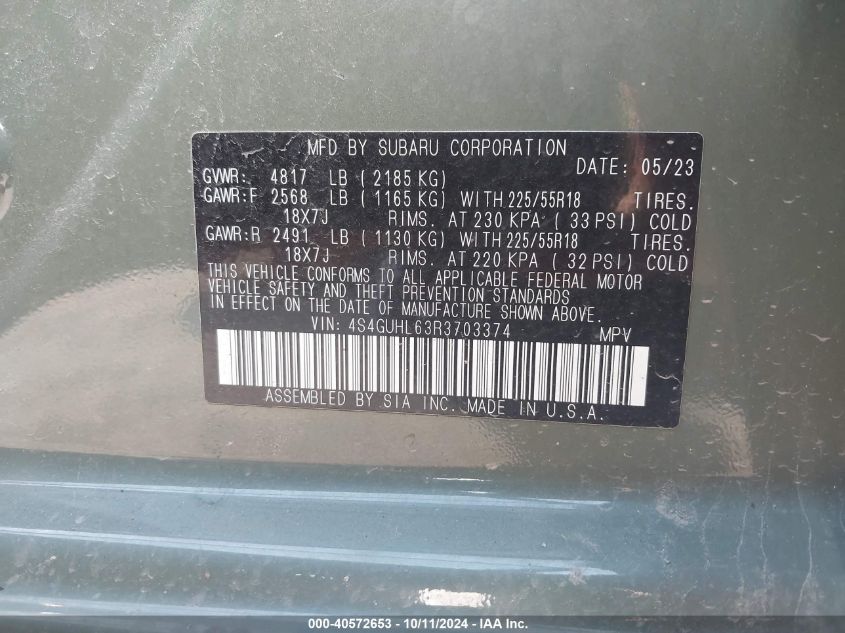 MFD BY SUBARU CORPORATION
DATE: 05/23
GVWR: 4817 LB (2185 KG)
GAWR:F 2568 LB (1165 KG) WITH 225/55R18 TIRES.
18X7J RIMS. AT 230 KPA (33 PSI) COLD
GAWR:R 2491 LB (1130 KG) WITH 225/55R18 TIRES.
18X7J RIMS. AT 220 KPA (32 PSI) COLD
THIS VEHICLE CONFORMS TO ALL APPLICABLE FEDERAL MOTOR
VEHICLE SAFETY AND THEFT PREVENTION STANDARDS
IN EFFECT ON THE DATE OF MANUFACTURE SHOWN ABOVE.
VIN: 4S4GUHL63R3703374 MPV
ASSEMBLED BY SIA INC. MADE IN U.S.A.
000-40572653 - 10/11/2024 - Copyright © 2024 IAA, LLC.